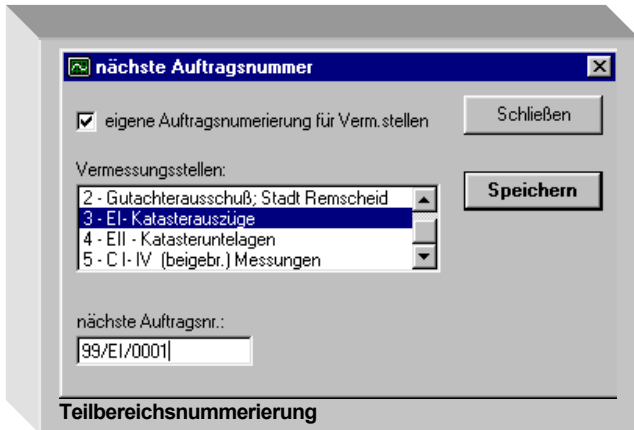 nächste Auftragsnummer
eigene Auftragsnumerierung für Verm.stellen
Schließen
Vermessungsstellen:
2 - Gutachterausschuß; Stadt Remscheid
3 - EI- Katasterauszüge
4 - EII - Katasteruntelagen
5 - C I- IV (beigebr.) Messungen
Speichern
nächste Auftragsnr.:
99/EI/0001
Teilbereichsnummerierung